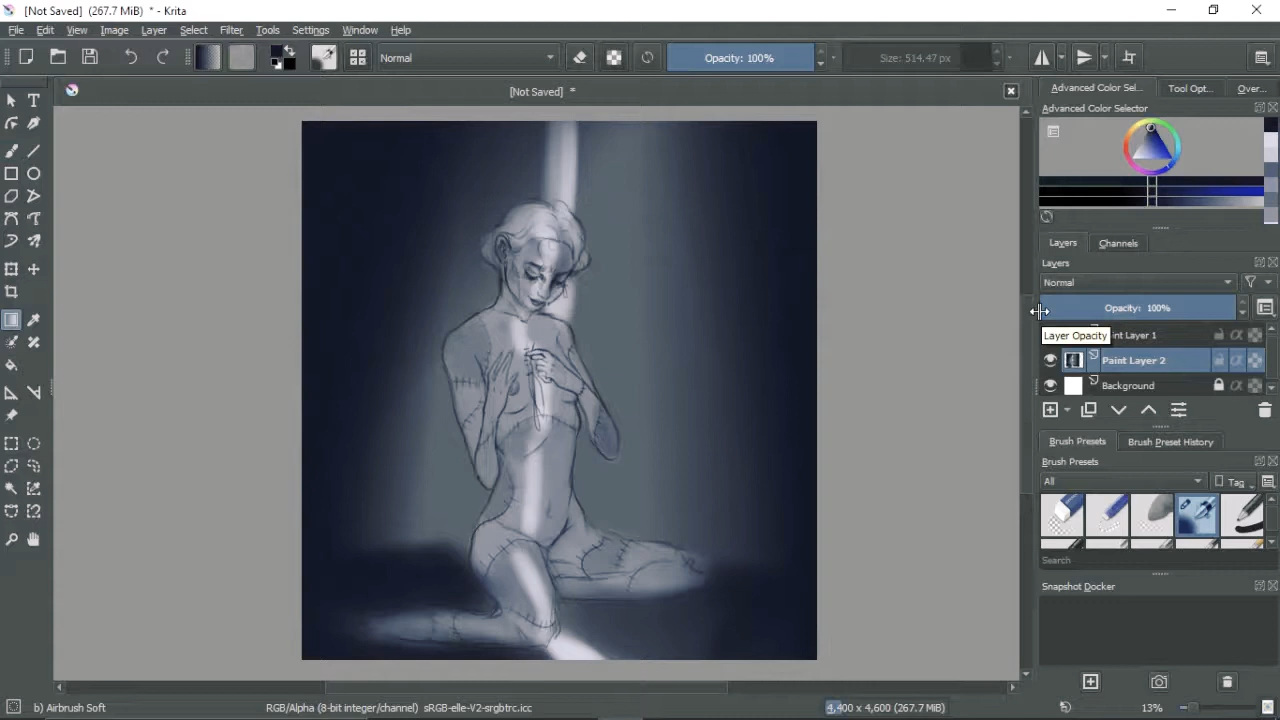 [Not Saved] (267.7 MiB) * - Krita
File Edit View Image Layer Select Filter Tools Settings Window Help
Normal
Opacity: 100%
Size: 514.47 px
[Not Saved] *
Advanced Color Sel...
Tool Opt...
Over...
Advanced Color Selector
Layers
Channels
Layers
Normal
Opacity: 100%
Layer Opacity
int Layer 1
Paint Layer 2
Background
Brush Presets
Brush Preset History
Brush Presets
All
Tag
Search
Snapshot Docker
b) Airbrush Soft
RGB/Alpha (8-bit integer/channel) sRGB-elle-V2-srgbtrc.icc
4,400 x 4,600 (267.7 MiB)
13%